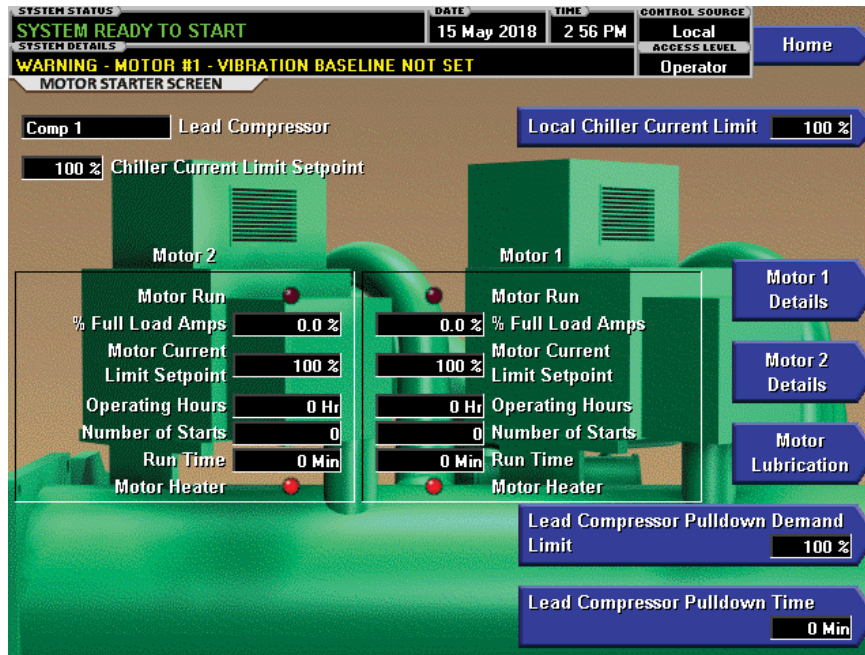 SYSTEM STATUS
SYSTEM READY TO START
DATE
15 May 2018
TIME
2 56 PM
CONTROL SOURCE
Local
Home
SYSTEM DETAILS
WARNING - MOTOR #1 - VIBRATION BASELINE NOT SET
ACCESS LEVEL
Operator
MOTOR STARTER SCREEN
Comp 1 Lead Compressor
Local Chiller Current Limit 100 %
100 % Chiller Current Limit Setpoint
Motor 2
Motor Run
% Full Load Amps 0.0 %
Motor Current
Limit Setpoint 100 %
Operating Hours 0 Hr
Number of Starts 0
Run Time 0 Min
Motor Heater
Motor 1
Motor Run
0.0 % % Full Load Amps
Motor Current
100 % Limit Setpoint
0 Hr Operating Hours
0 Number of Starts
0 Min Run Time
Motor Heater
Motor 1
Details
Motor 2
Details
Motor
Lubrication
Lead Compressor Pulldown Demand
Limit 100 %
Lead Compressor Pulldown Time
0 Min